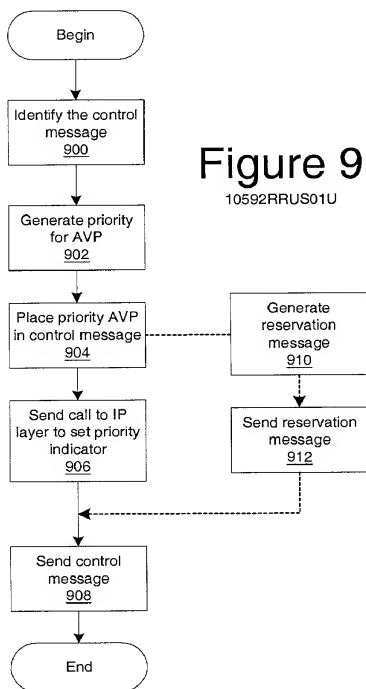 Begin
Identify the control
message
900
Figure 9
10592RRUS01U
Generate priority
for AVP
902
Place priority AVP
in control message
904
Generate
reservation
message
910
Send call to IP
layer to set priority
indicator
906
Send reservation
message
912
Send control
message
908
End